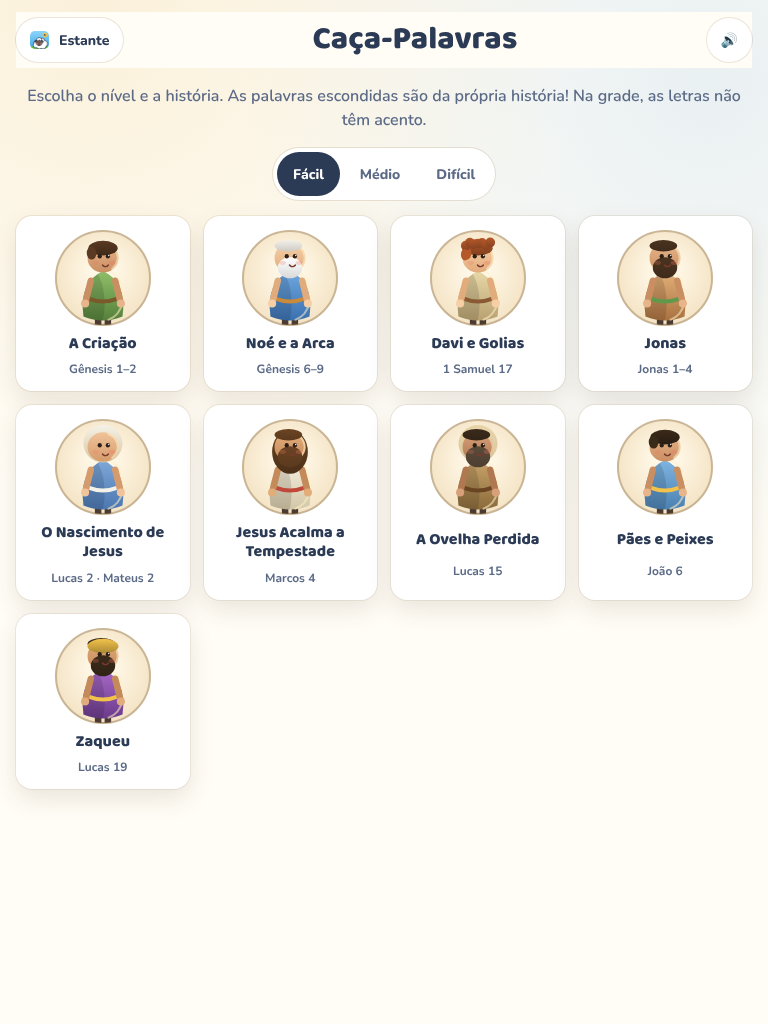 Estante
Caça-Palavras
Escolha o nível e a história. As palavras escondidas são da própria história! Na grade, as letras não
têm acento.
Fácil
Médio
Difícil
A Criação
Gênesis 1–2
Noé e a Arca
Gênesis 6–9
Davi e Golias
1 Samuel 17
Jonas
Jonas 1–4
O Nascimento de
Jesus
Lucas 2 · Mateus 2
Jesus Acalma a
Tempestade
Marcos 4
A Ovelha Perdida
Lucas 15
Pães e Peixes
João 6
Zaqueu
Lucas 19